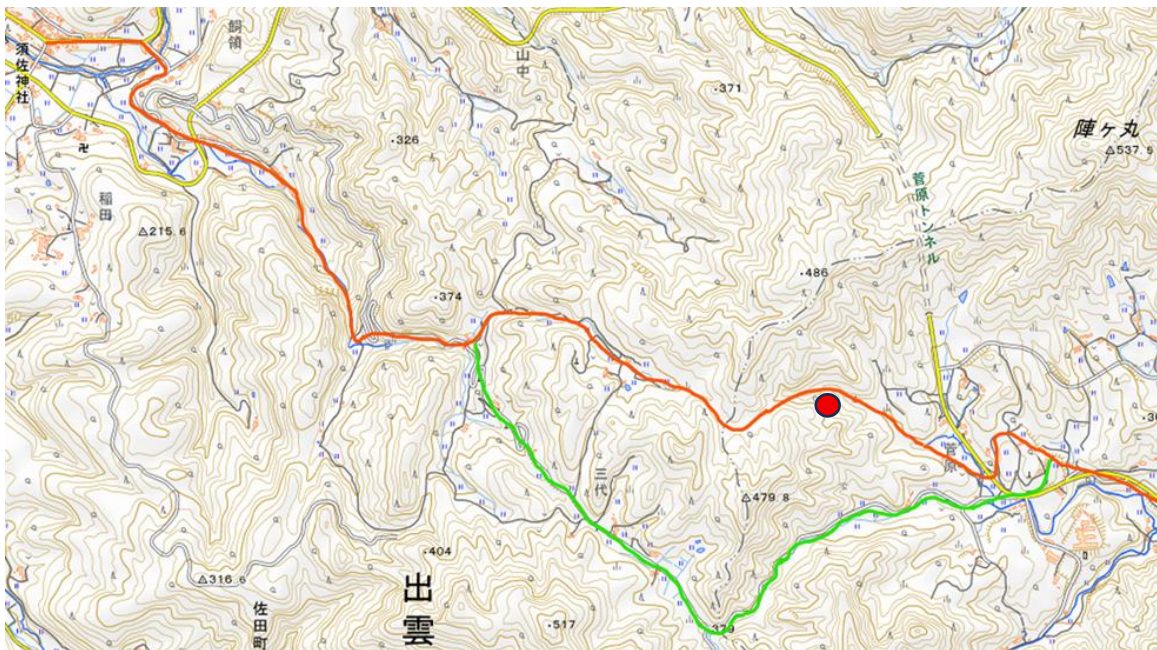 須佐神社
飼領
山中
・371
陣ヶ丸
△537.5
・326
菅原トンネル
稲田
△215.6
400
・486
・374
菅原
三代
△479.8
・404
出雲
△316.6
佐田町
・517
379